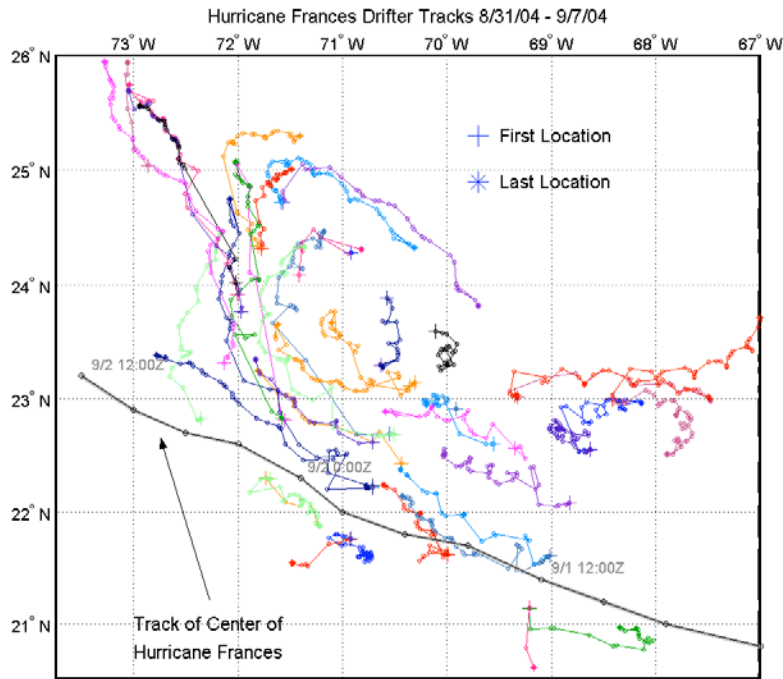 Hurricane Frances Drifter Tracks 8/31/04 - 9/7/04
73° W 72° W 71° W 70° W 69° W 68° W 67° W
26° N
25° N
24° N
23° N
22° N
21° N
First Location
Last Location
9/2 12:00Z
9/2 0:00Z
9/1 12:00Z
Track of Center of
Hurricane Frances